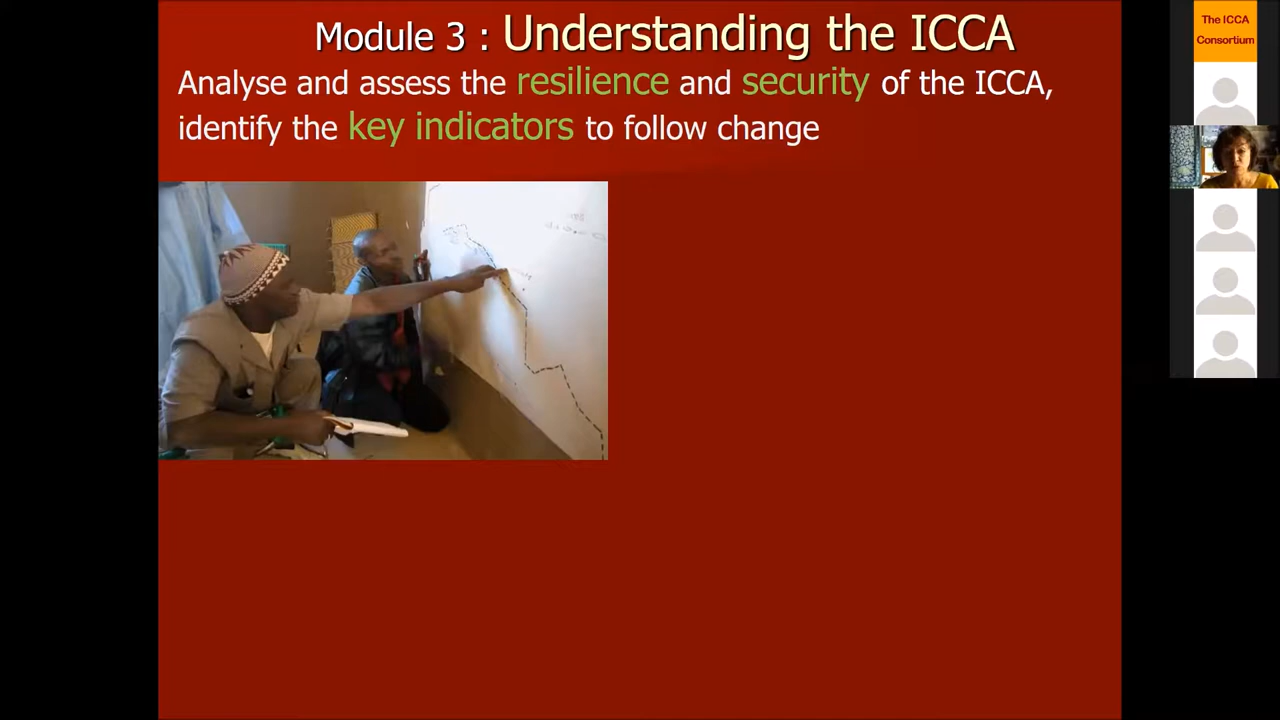 Module 3 : Understanding the ICCA
Analyse and assess the resilience and security of the ICCA,
identify the key indicators to follow change
The ICCA
Consortium